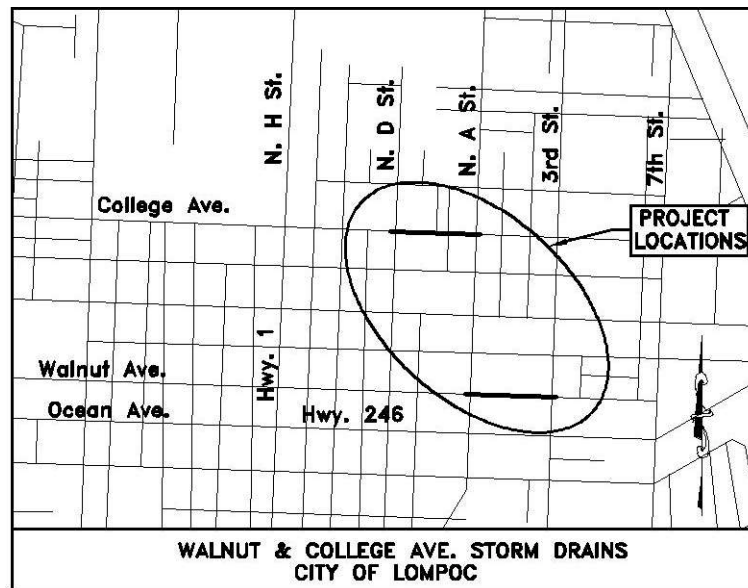 N. H St.
N. D St.
N. A St.
3rd St.
7th St.
College Ave.
PROJECT
LOCATIONS
Hwy. 1
Walnut Ave.
Ocean Ave.
Hwy. 246
WALNUT & COLLEGE AVE. STORM DRAINS
CITY OF LOMPOC